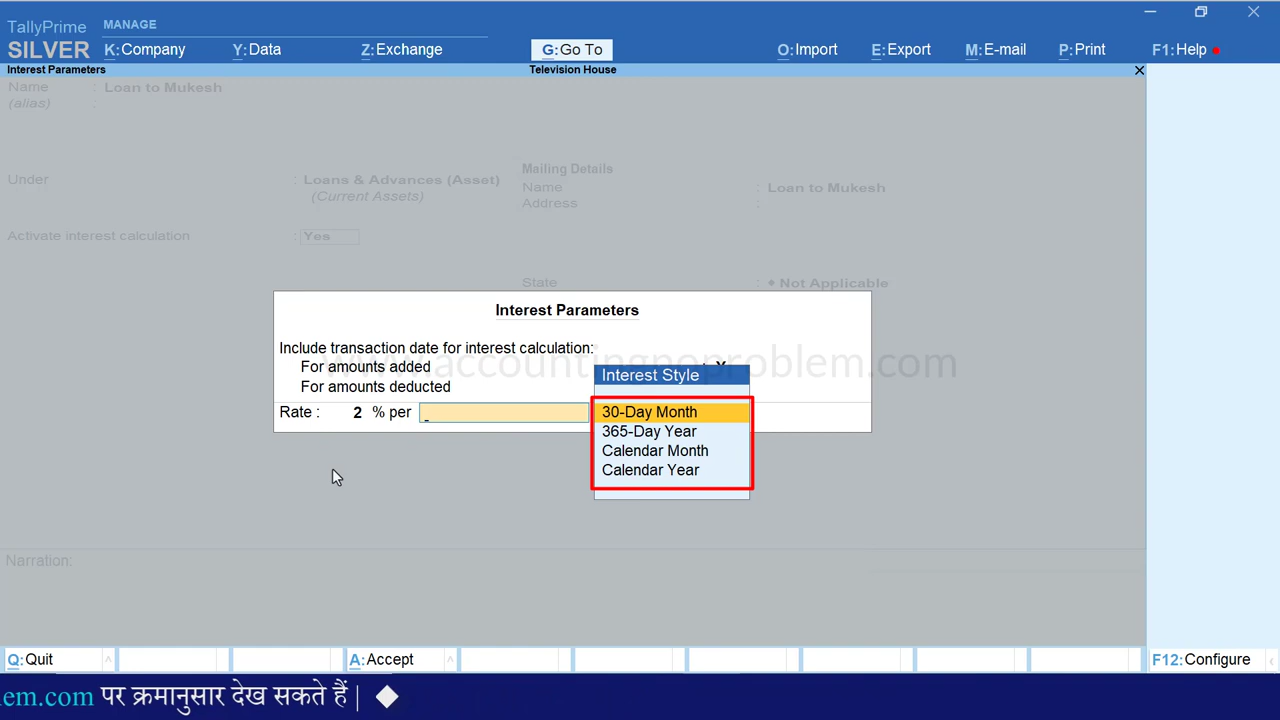 TallyPrime MANAGE
SILVER K:Company Y:Data Z:Exchange G:Go To O:Import E:Export M:E-mail P:Print F1:Help
Interest Parameters Television House
Name : Loan to Mukesh
(alias) :
Mailing Details
Under : Loans & Advances (Asset) Name : Loan to Mukesh
(Current Assets) Address :
Activate interest calculation : Yes
State : Not Applicable
Interest Parameters
Include transaction date for interest calculation:
www.accountingnoproblem.com
For amounts added
For amounts deducted
Interest Style
Rate : 2 % per
30-Day Month
365-Day Year
Calendar Month
Calendar Year
Narration:
Q:Quit A:Accept F12:Configure
lem.com पर क्रमानुसार देख सकते हैं |